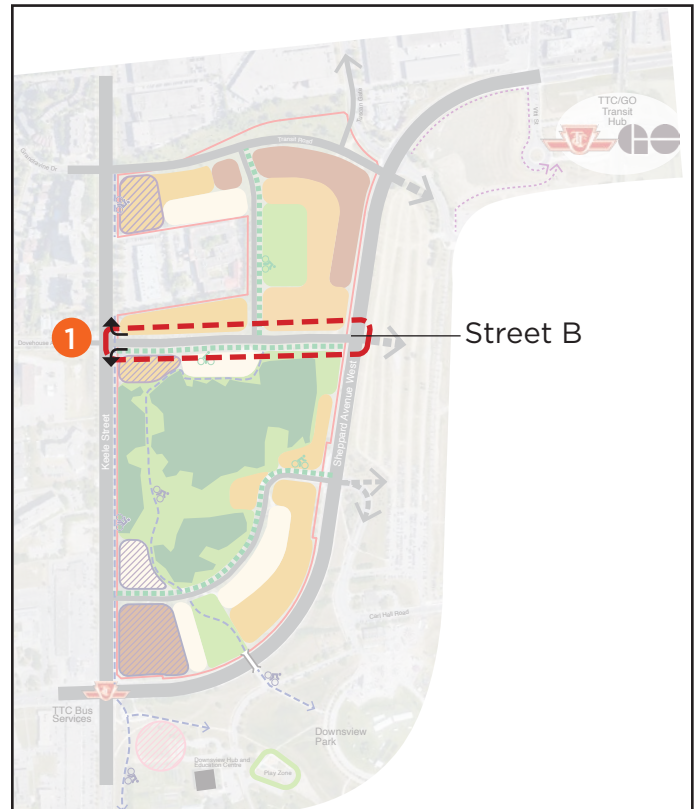 TTC/GO
Transit
Hub
Transit Road
Keele Street
1
Street B
Sheppard Avenue West
Carl Hall Road
TTC Bus
Services
Downsview
Park
Downsview Hub and
Education Centre
Play Zone